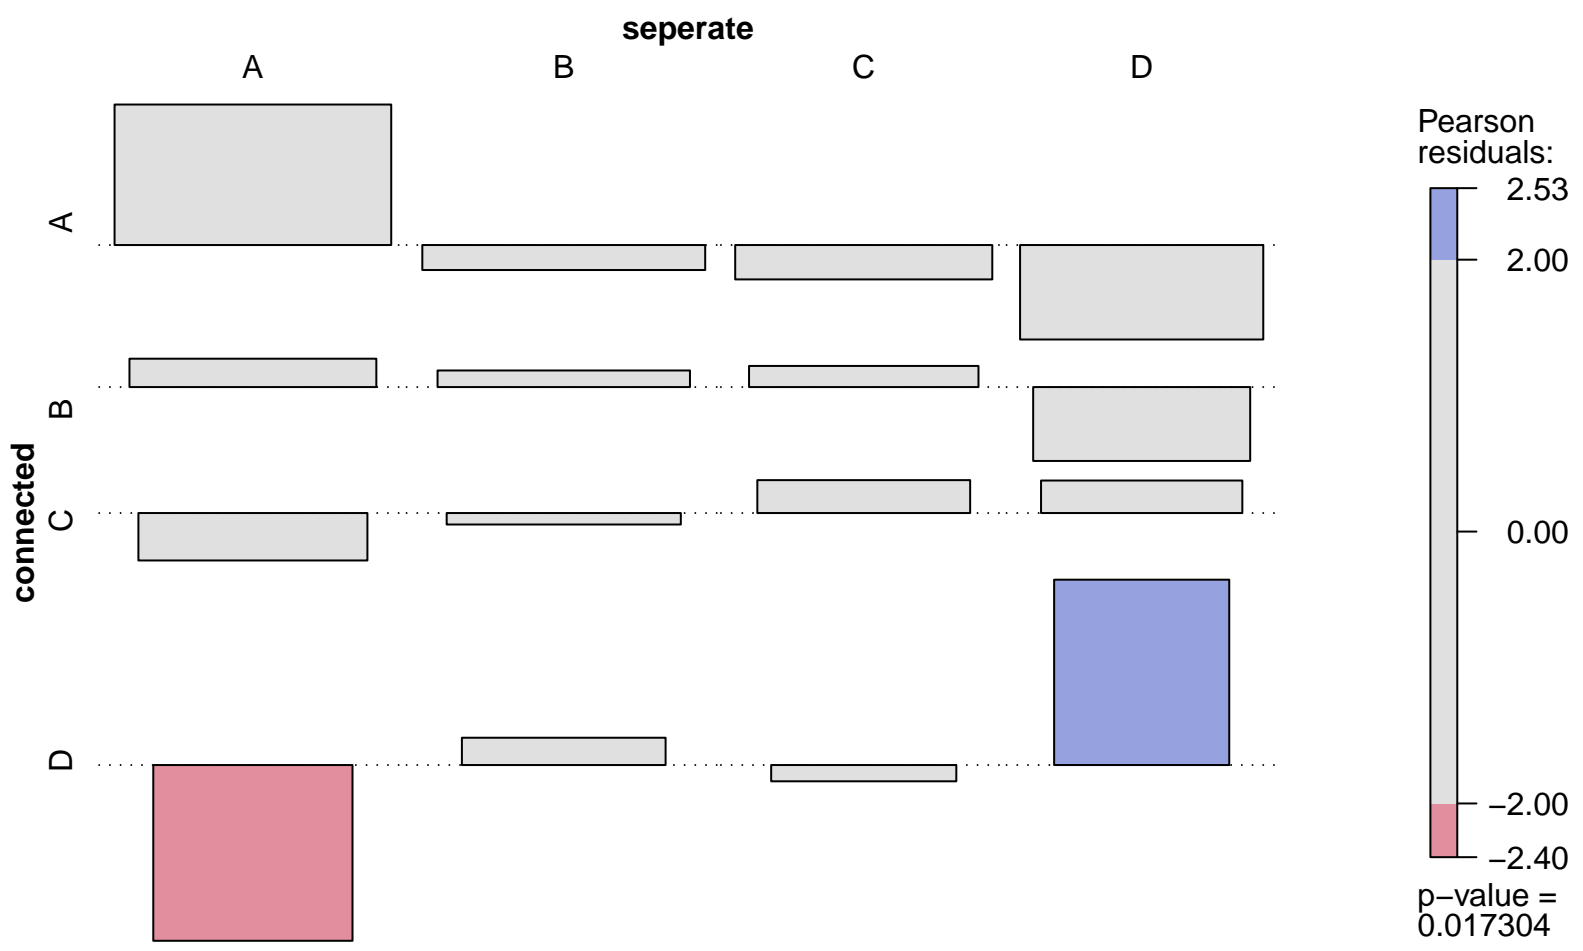 seperate
A B C D
A
B
C
D
connected
Pearson
residuals:
2.53
2.00
0.00
−2.00
−2.40
p−value =
0.017304